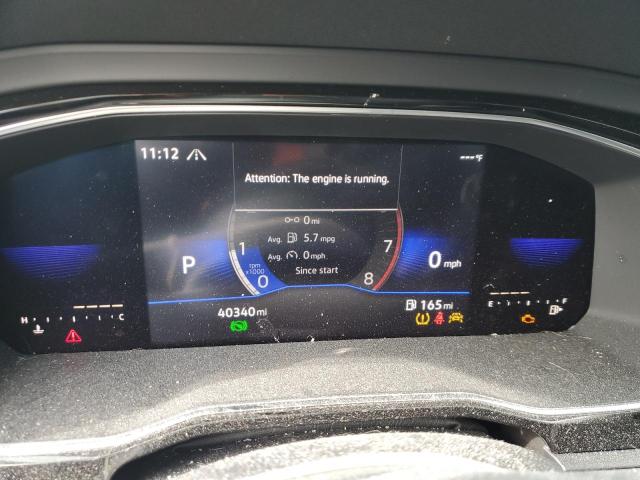 11:12
---°F
Attention: The engine is running.
0 mi
Avg. 5.7 mpg
Avg. 0 mph
Since start
1
rpm x1000
0
7
8
P
0 mph
H C
E F
40340 mi
165 mi